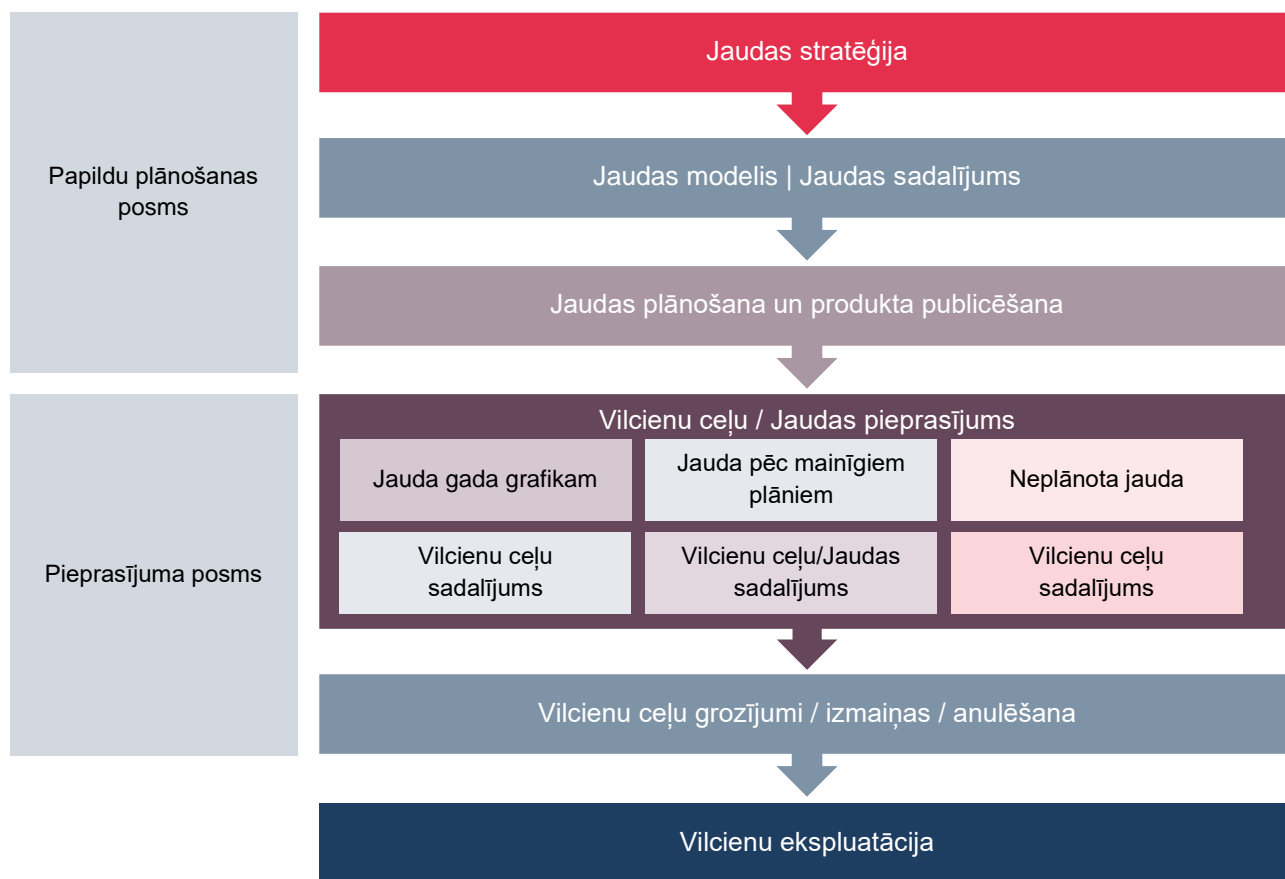 Jaudas stratēģija
Papildu plānošanas
posms
Jaudas modelis | Jaudas sadalījums
Jaudas plānošana un produkta publicēšana
Vilcienu ceļu / Jaudas pieprasījums
Jauda gada grafikam
Jauda pēc mainīgiem
plāniem
Neplānota jauda
Pieprasījuma posms
Vilcienu ceļu
sadalījums
Vilcienu ceļu/Jaudas
sadalījums
Vilcienu ceļu
sadalījums
Vilcienu ceļu grozījumi / izmaiņas / anulēšana
Vilcienu ekspluatācija